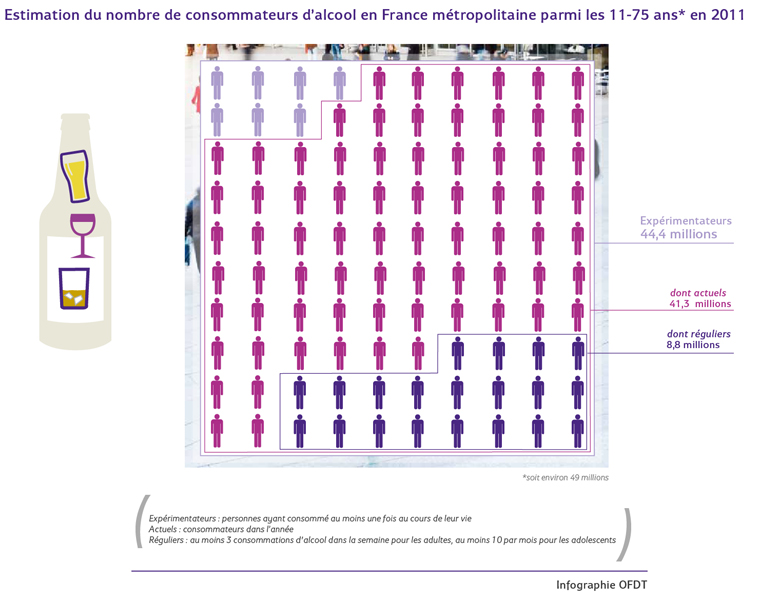 Estimation du nombre de consommateurs d'alcool en France métropolitaine parmi les 11-75 ans* en 2011
Expérimentateurs
44,4 millions
dont actuels
41,3 millions
dont réguliers
8,8 millions
*soit environ 49 millions
Expérimentateurs : personnes ayant consommé au moins une fois au cours de leur vie
Actuels : consommateurs dans l'année
Réguliers : au moins 3 consommations d'alcool dans la semaine pour les adultes, au moins 10 par mois pour les adolescents
Infographie OFDT